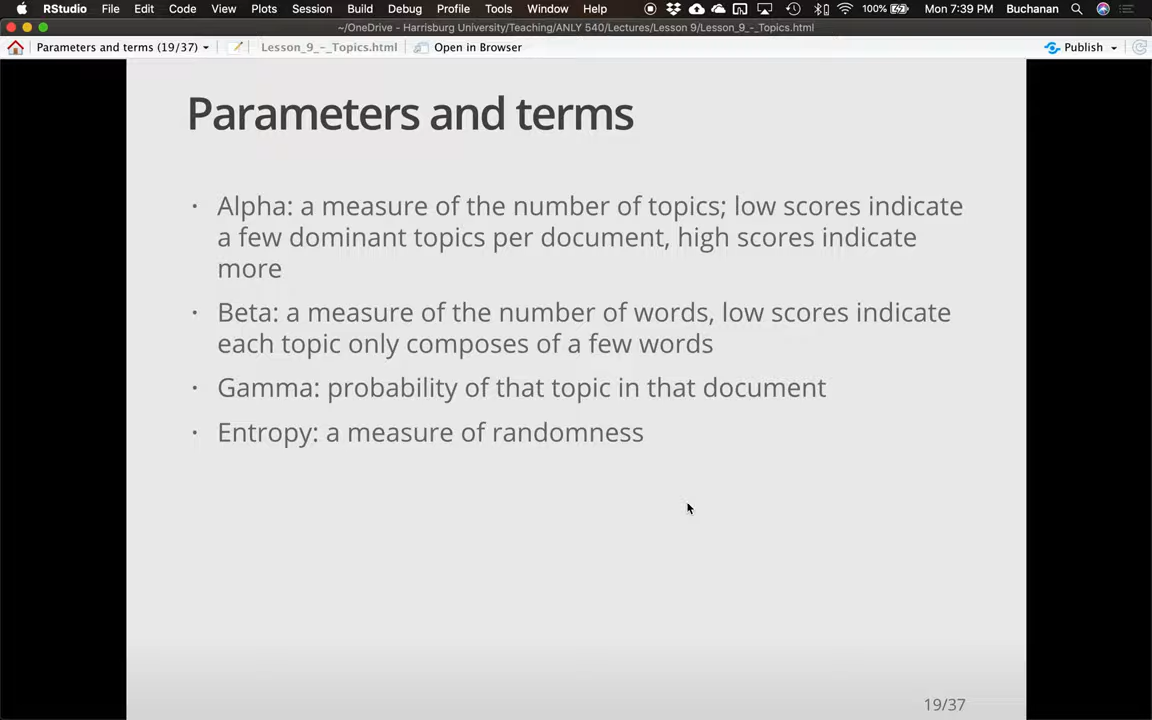 RStudio File Edit Code View Plots Session Build Debug Profile Tools Window Help 100% Mon 7:39 PM Buchanan
~/OneDrive - Harrisburg University/Teaching/ANLY 540/Lectures/Lesson 9/Lesson_9_-_Topics.html
Parameters and terms (19/37) Lesson_9_-_Topics.html Open in Browser Publish
Parameters and terms
· Alpha: a measure of the number of topics; low scores indicate
a few dominant topics per document, high scores indicate
more
· Beta: a measure of the number of words, low scores indicate
each topic only composes of a few words
· Gamma: probability of that topic in that document
· Entropy: a measure of randomness
19/37